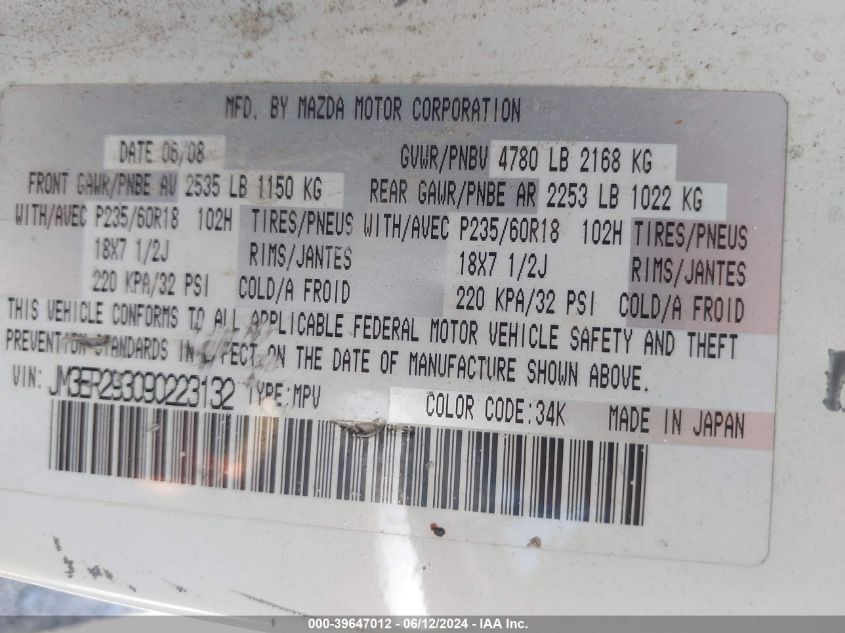 MFD. BY MAZDA MOTOR CORPORATION
DATE 06/08 GVWR/PNBV 4780 LB 2168 KG
FRONT GAWR/PNBE AV 2535 LB 1150 KG REAR GAWR/PNBE AR 2253 LB 1022 KG
WITH/AVEC P235/60R18 102H TIRES/PNEUS WITH/AVEC P235/60R18 102H TIRES/PNEUS
18X7 1/2J RIMS/JANTES 18X7 1/2J RIMS/JANTES
220 KPA/32 PSI COLD/A FROID 220 KPA/32 PSI COLD/A FROID
THIS VEHICLE CONFORMS TO ALL APPLICABLE FEDERAL MOTOR VEHICLE SAFETY AND THEFT
PREVENTION STANDARDS IN EFFECT ON THE DATE OF MANUFACTURE SHOWN ABOVE.
VIN: JM3ER293090223132 TYPE:MPV COLOR CODE:34K MADE IN JAPAN
000-39647012 - 06/12/2024 - IAA Inc.